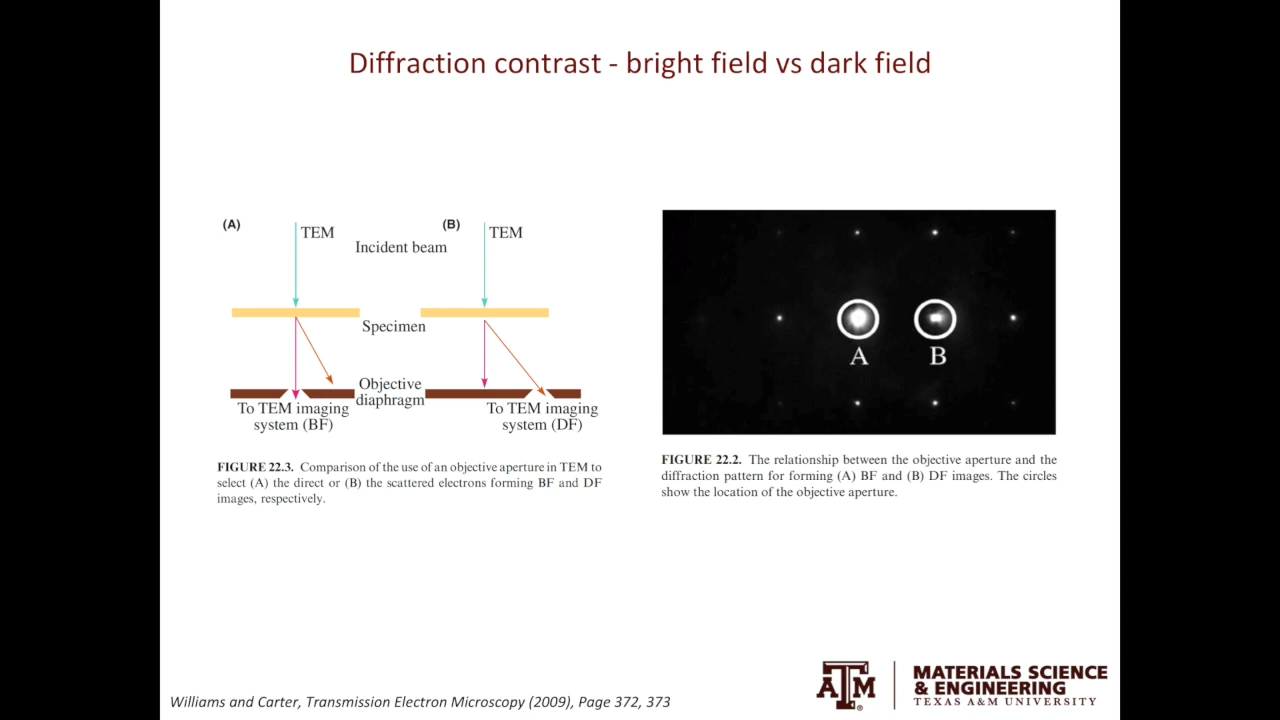 Diffraction contrast - bright field vs dark field
(A)
TEM
Incident beam
(B)
TEM
Specimen
Objective
diaphragm
To TEM imaging
system (BF)
To TEM imaging
system (DF)
FIGURE 22.3. Comparison of the use of an objective aperture in TEM to
select (A) the direct or (B) the scattered electrons forming BF and DF
images, respectively.
A
B
FIGURE 22.2. The relationship between the objective aperture and the
diffraction pattern for forming (A) BF and (B) DF images. The circles
show the location of the objective aperture.
Williams and Carter, Transmission Electron Microscopy (2009), Page 372, 373
ATM
®
MATERIALS SCIENCE
& ENGINEERING
TEXAS A&M UNIVERSITY